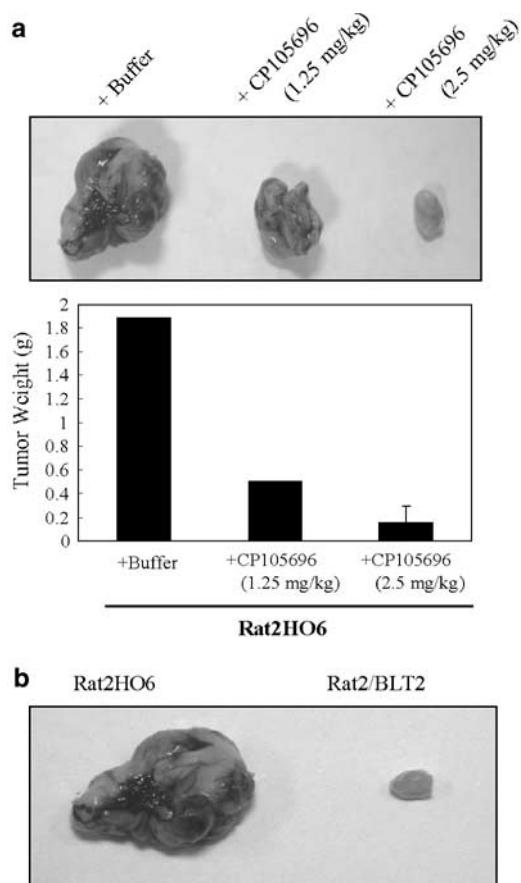 a
+ Buffer
+ CP105696
(1.25 mg/kg)
+ CP105696
(2.5 mg/kg)
Tumor Weight (g)
2
1.8
1.6
1.4
1.2
1
0.8
0.6
0.4
0.2
0
+Buffer
+CP105696
(1.25 mg/kg)
+CP105696
(2.5 mg/kg)
Rat2HO6
b
Rat2HO6
Rat2/BLT2